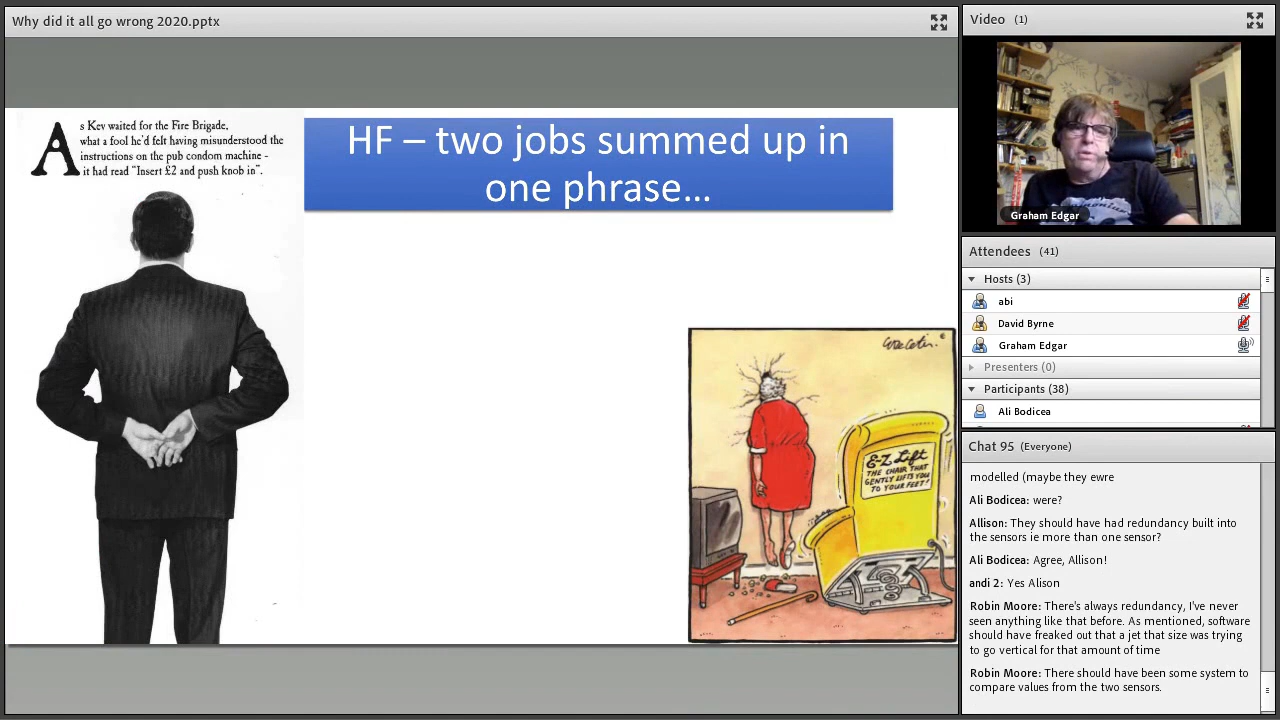 Why did it all go wrong 2020.pptx
As Kev waited for the Fire Brigade,
what a fool he'd felt having misunderstood the
instructions on the pub condom machine -
it had read "Insert £2 and push knob in".
HF – two jobs summed up in
one phrase...
E-Z Lift
THE CHAIR THAT
GENTLY LIFTS YOU
TO YOUR FEET!
Video (1)
Graham Edgar
Attendees (41)
Hosts (3)
abi
David Byrne
Graham Edgar
Presenters (0)
Participants (38)
Ali Bodicea
Chat 95 (Everyone)
modelled (maybe they ewre
Ali Bodicea: were?
Allison: They should have had redundancy built into
the sensors ie more than one sensor?
Ali Bodicea: Agree, Allison!
andi 2: Yes Alison
Robin Moore: There's always redundancy, I've never
seen anything like that before. As mentioned, software
should have freaked out that a jet that size was trying
to go vertical for that amount of time
Robin Moore: There should have been some system to
compare values from the two sensors.